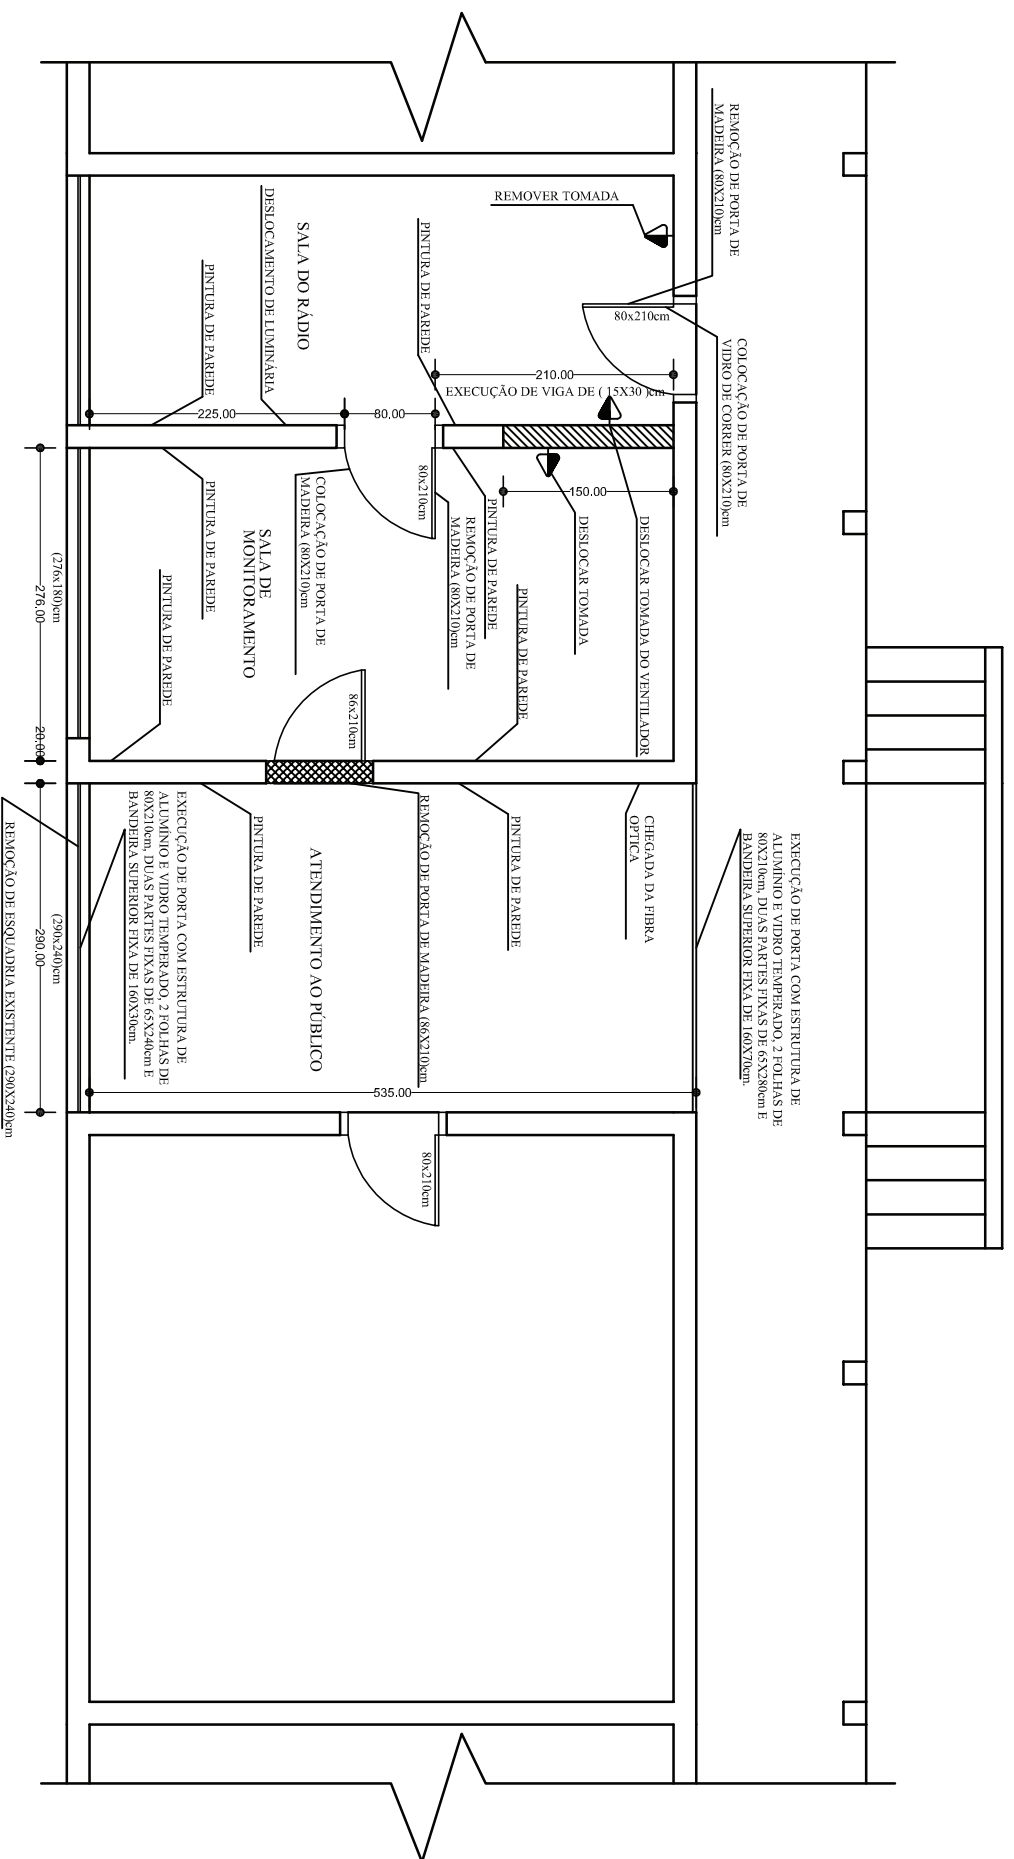 REMOÇÃO DE PORTA DE
MADEIRA (80X210)cm
COLOCAÇÃO DE PORTA DE
VIDRO DE CORRER (80X210)cm
REMOVER TOMADA
80x210cm
210.00
EXECUÇÃO DE VIGA DE ( 15X30 )cm
PINTURA DE PAREDE
SALA DO RÁDIO
DESLOCAMENTO DE LUMINÁRIA
PINTURA DE PAREDE
225,00
80,00
150.00
DESLOCAR TOMADA DO VENTILADOR
DESLOCAR TOMADA
PINTURA DE PAREDE
PINTURA DE PAREDE
REMOÇÃO DE PORTA DE
MADEIRA (80X210)cm
80x210cm
COLOCAÇÃO DE PORTA DE
MADEIRA (80X210)cm
SALA DE
MONITORAMENTO
PINTURA DE PAREDE
PINTURA DE PAREDE
86x210cm
(276x180)cm
276.00
20.00
EXECUÇÃO DE PORTA COM ESTRUTURA DE
ALUMÍNIO E VIDRO TEMPERADO, 2 FOLHAS DE
80X210cm, DUAS PARTES FIXAS DE 65X280cm E
BANDEIRA SUPERIOR FIXA DE 160X70cm.
CHEGADA DA FIBRA
OPTICA
PINTURA DE PAREDE
REMOÇÃO DE PORTA DE MADEIRA (86X210)cm
ATENDIMENTO AO PÚBLICO
PINTURA DE PAREDE
EXECUÇÃO DE PORTA COM ESTRUTURA DE
ALUMÍNIO E VIDRO TEMPERADO, 2 FOLHAS DE
80X210cm, DUAS PARTES FIXAS DE 65X240cm E
BANDEIRA SUPERIOR FIXA DE 160X30cm.
535.00
(290x240)cm
290.00
REMOÇÃO DE ESQUADRIA EXISTENTE (290X240)cm
80x210cm